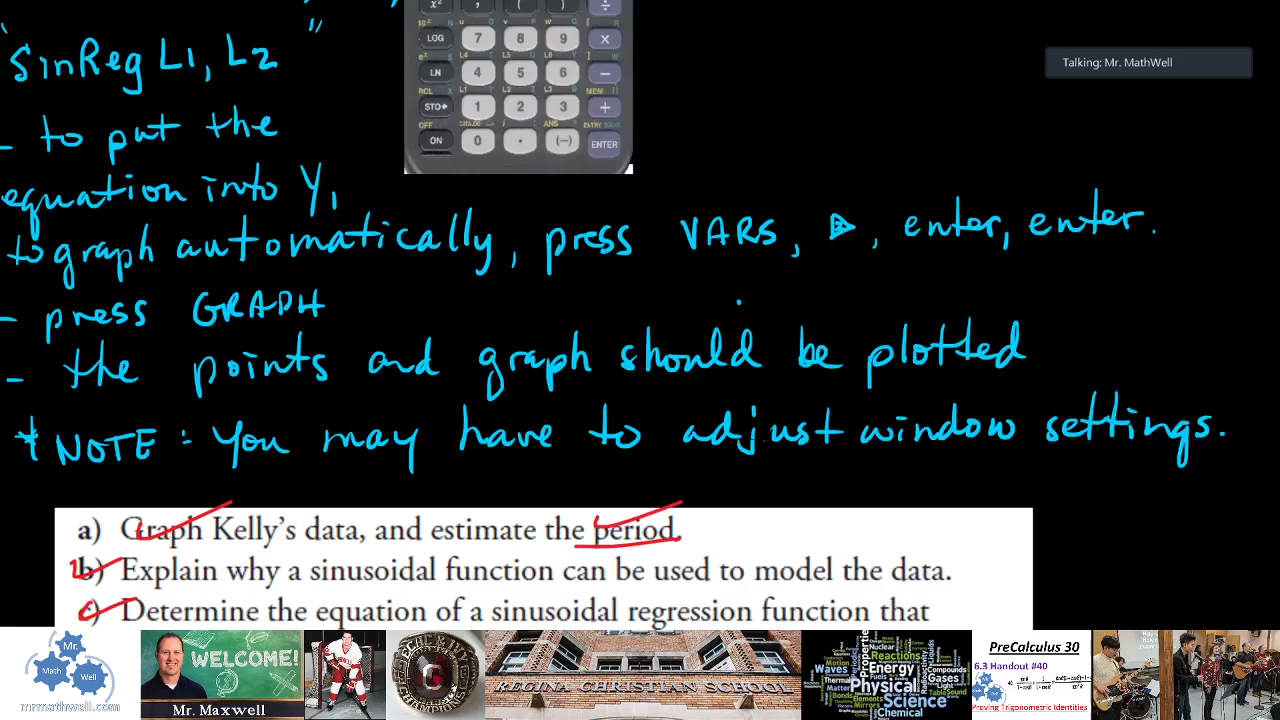 "SinReg L1, L2 "
- to put the
equation into Y1
to graph automatically, press VARS, ▷, enter, enter.
- press GRAPH
- the points and graph should be plotted
* NOTE : You may have to adjust window settings.
Talking: Mr. MathWell
LOG 7 8 9 ×
LN 4 5 6 −
STO▸ 1 2 3 +
ON 0 . (−) ENTER
a) Graph Kelly's data, and estimate the period.
b) Explain why a sinusoidal function can be used to model the data.
c) Determine the equation of a sinusoidal regression function that
Mr.
Math
Well
mrmathwell.com
WELCOME!
Mr. Maxwell
REGINA CHRISTIAN SCHOOL
Reactions
Energy
Physical
Science
Chemical
Waves
PreCalculus 30
6.3 Handout #40
Proving Trigonometric Identities